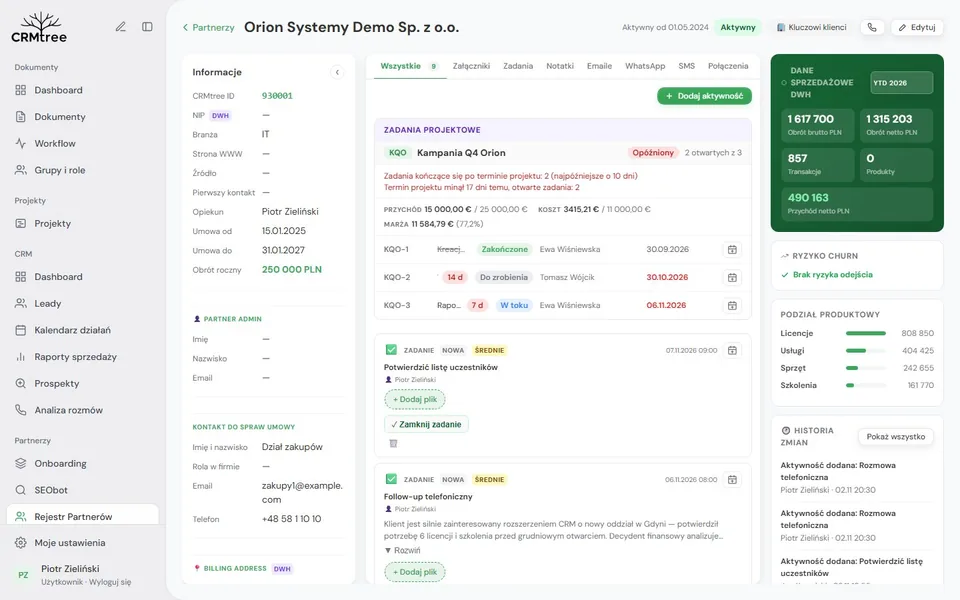 CRMtree
Dokumenty
Dashboard
Dokumenty
Workflow
Grupy i role
Projekty
Projekty
CRM
Dashboard
Leady
Kalendarz działań
Raporty sprzedaży
Prospekty
Analiza rozmów
Partnerzy
Onboarding
SEObot
Rejestr Partnerów
Moje ustawienia
PZ
Piotr Zieliński
Użytkownik · Wyloguj się
Partnerzy
Orion Systemy Demo Sp. z o.o.
Aktywny od 01.05.2024
Aktywny
Kluczowi klienci
Edytuj
Informacje
CRMtree ID 930001
NIP DWH —
Branża IT
Strona WWW —
Źródło —
Pierwszy kontakt —
Opiekun Piotr Zieliński
Umowa od 15.01.2025
Umowa do 31.01.2027
Obrót roczny 250 000 PLN
PARTNER ADMIN
Imię —
Nazwisko —
Email —
KONTAKT DO SPRAW UMOWY
Imię i nazwisko Dział zakupów
Rola w firmie —
Email zakupy1@example.
com
Telefon +48 58 1 10 10
BILLING ADDRESS DWH
Wszystkie 9 Załączniki Zadania Notatki Emaile WhatsApp SMS Połączenia
+ Dodaj aktywność
ZADANIA PROJEKTOWE
KQO Kampania Q4 Orion Opóźniony 2 otwartych z 3
Zadania kończące się po terminie projektu: 2 (najpóźniejsze o 10 dni)
Termin projektu minął 17 dni temu, otwarte zadania: 2
PRZYCHÓD 15 000,00 € / 25 000,00 € KOSZT 3415,21 € / 11 000,00 €
MARŻA 11 584,79 € (77,2%)
KQO-1 Kreacj... Zakończone Ewa Wiśniewska 30.09.2026
KQO-2 14 d Do zrobienia Tomasz Wójcik 30.10.2026
KQO-3 Rapo... 7 d W toku Ewa Wiśniewska 06.11.2026
ZADANIE NOWA ŚREDNIE 07.11.2026 09:00
Potwierdzić listę uczestników
Piotr Zieliński
+ Dodaj plik
✓ Zamknij zadanie
ZADANIE NOWA ŚREDNIE 06.11.2026 08:00
Follow-up telefoniczny
Piotr Zieliński
Klient jest silnie zainteresowany rozszerzeniem CRM o nowy oddział w Gdyni — potwierdził
potrzebę 6 licencji i szkolenia przed grudniowym otwarciem. Decydent finansowy analizuje...
▼ Rozwiń
+ Dodaj plik
DANE
SPRZEDAŻOWE
DWH
YTD 2026
1 617 700
Obrót brutto PLN
1 315 203
Obrót netto PLN
857
Transakcje
0
Produkty
490 163
Przychód netto PLN
RYZYKO CHURN
Brak ryzyka odejścia
PODZIAŁ PRODUKTOWY
Licencje 808 850
Usługi 404 425
Sprzęt 242 655
Szkolenia 161 770
HISTORIA
ZMIAN
Pokaż wszystko
Aktywność dodana: Rozmowa
telefoniczna
Piotr Zieliński · 02.11 20:30
Aktywność dodana: Rozmowa
telefoniczna
Piotr Zieliński · 02.11 20:30
Aktywność dodana: Potwierdzić listę
uczestników